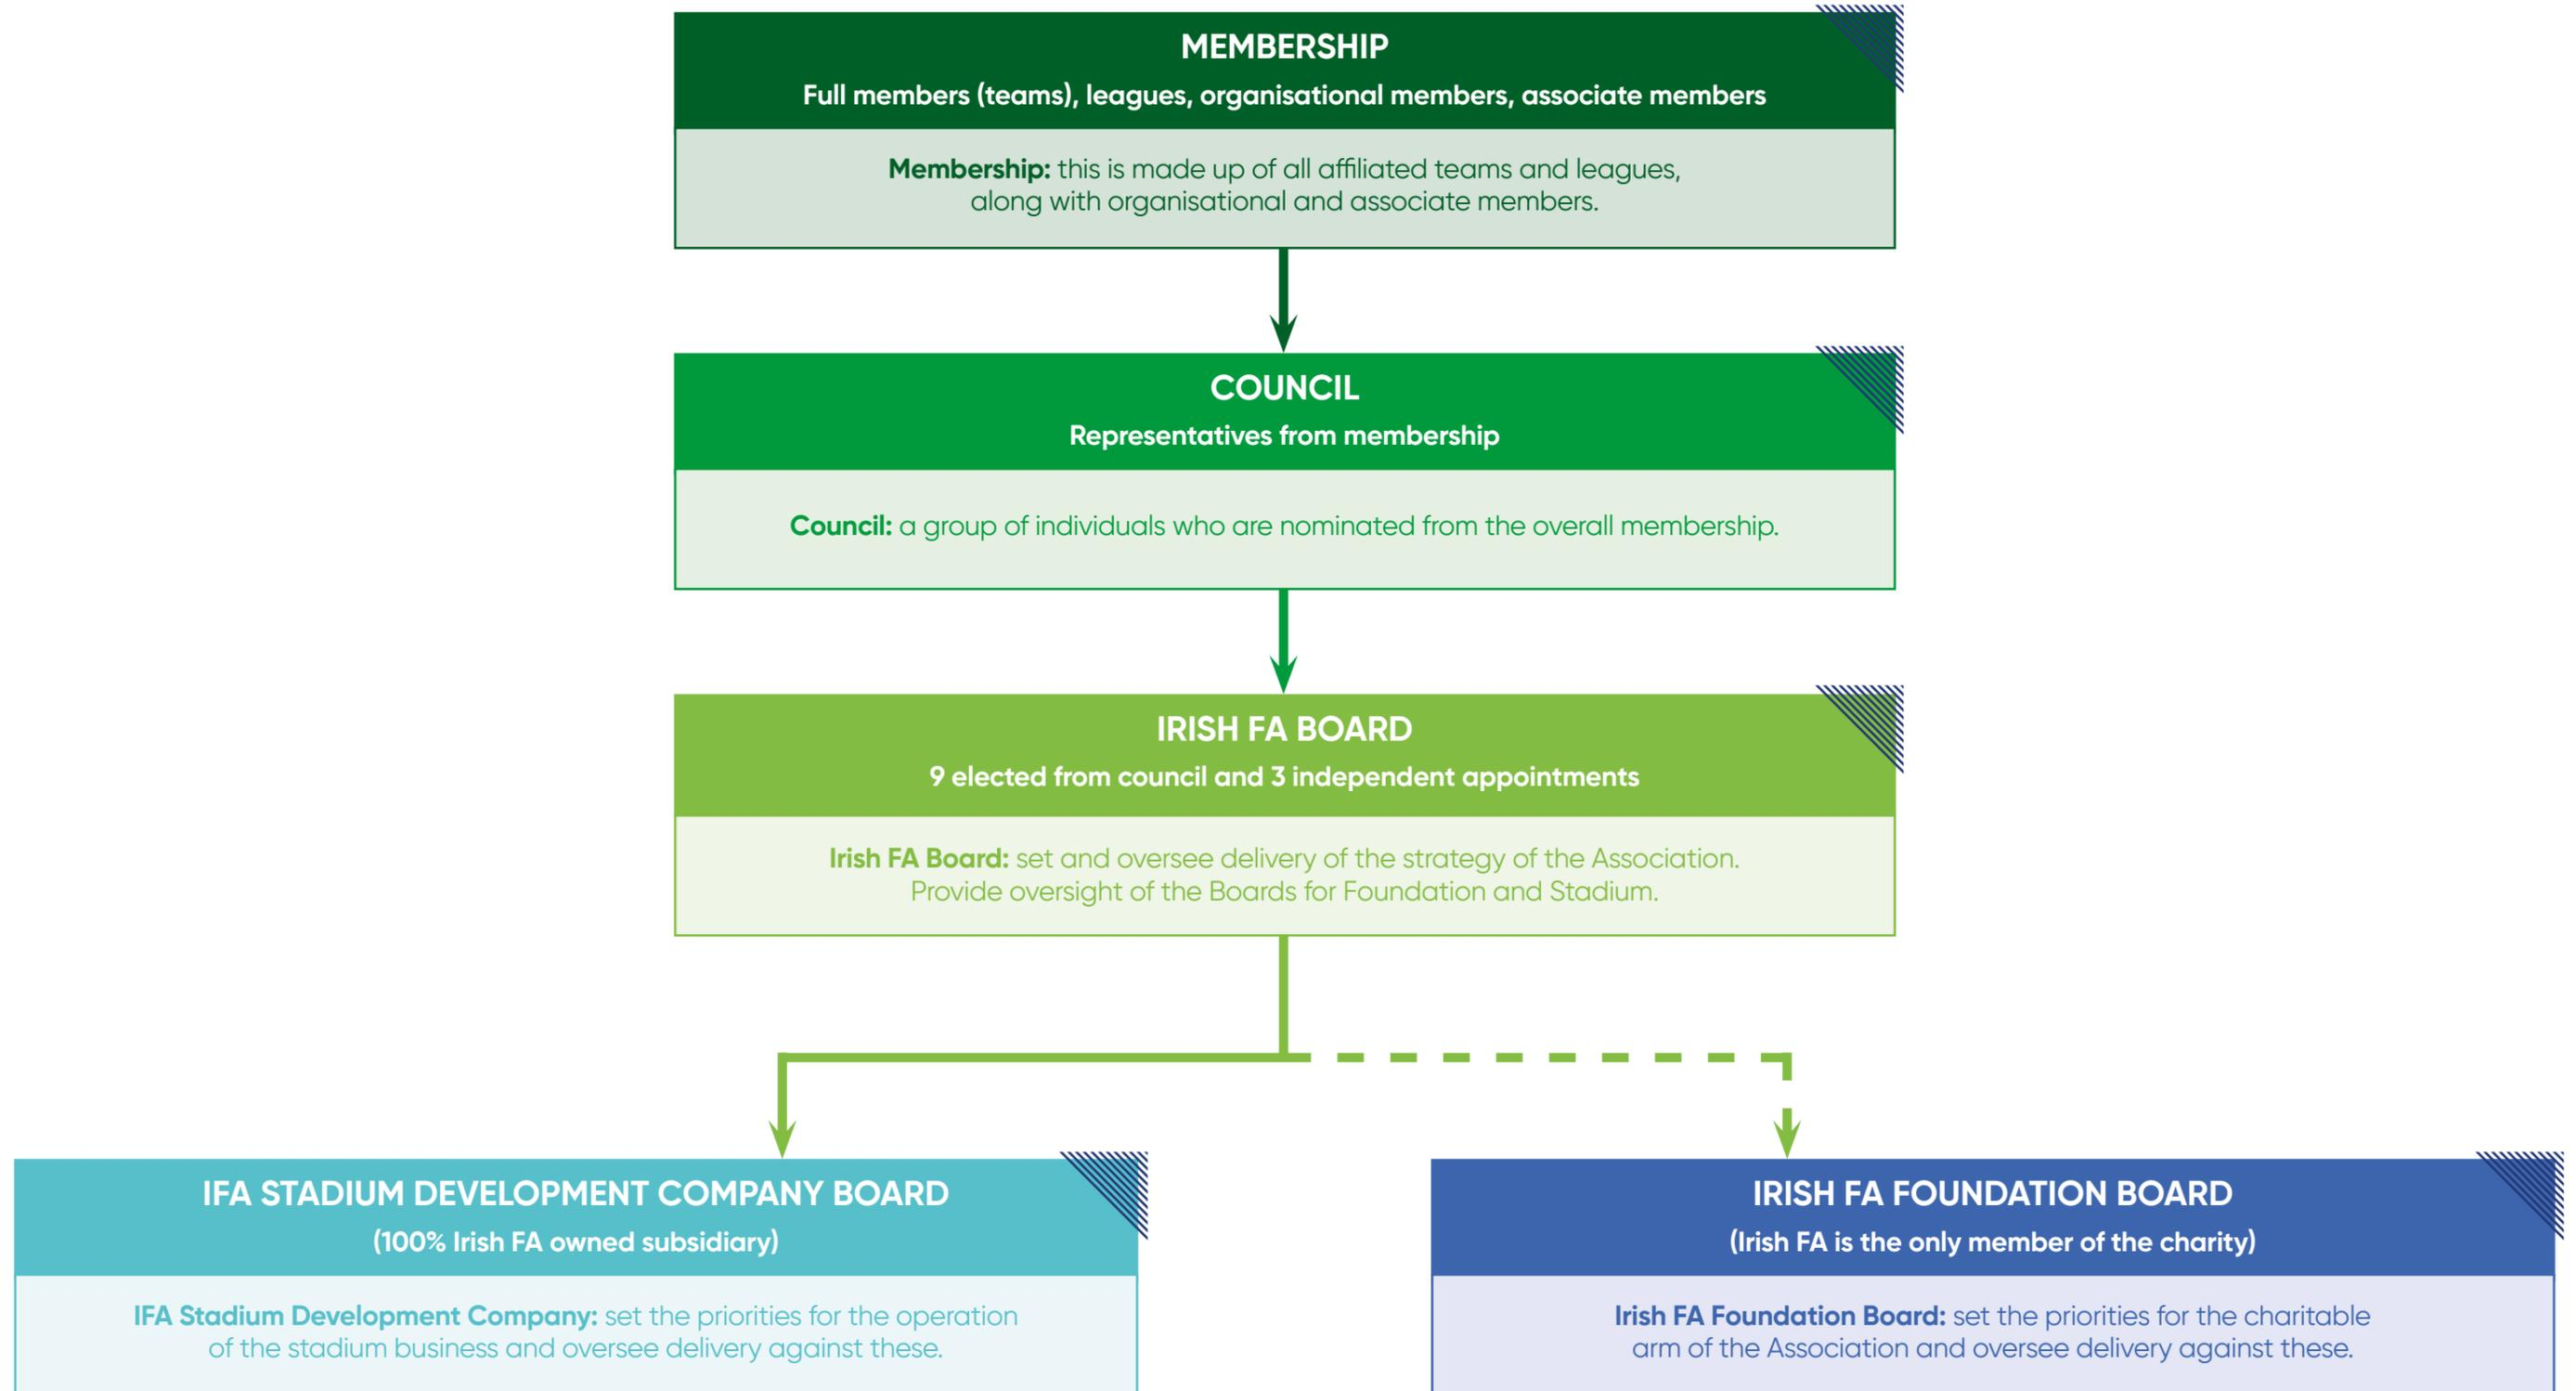 MEMBERSHIP
Full members (teams), leagues, organisational members, associate members
Membership: this is made up of all affiliated teams and leagues,
along with organisational and associate members.
COUNCIL
Representatives from membership
Council: a group of individuals who are nominated from the overall membership.
IRISH FA BOARD
9 elected from council and 3 independent appointments
Irish FA Board: set and oversee delivery of the strategy of the Association.
Provide oversight of the Boards for Foundation and Stadium.
IFA STADIUM DEVELOPMENT COMPANY BOARD
(100% Irish FA owned subsidiary)
IFA Stadium Development Company: set the priorities for the operation
of the stadium business and oversee delivery against these.
IRISH FA FOUNDATION BOARD
(Irish FA is the only member of the charity)
Irish FA Foundation Board: set the priorities for the charitable
arm of the Association and oversee delivery against these.